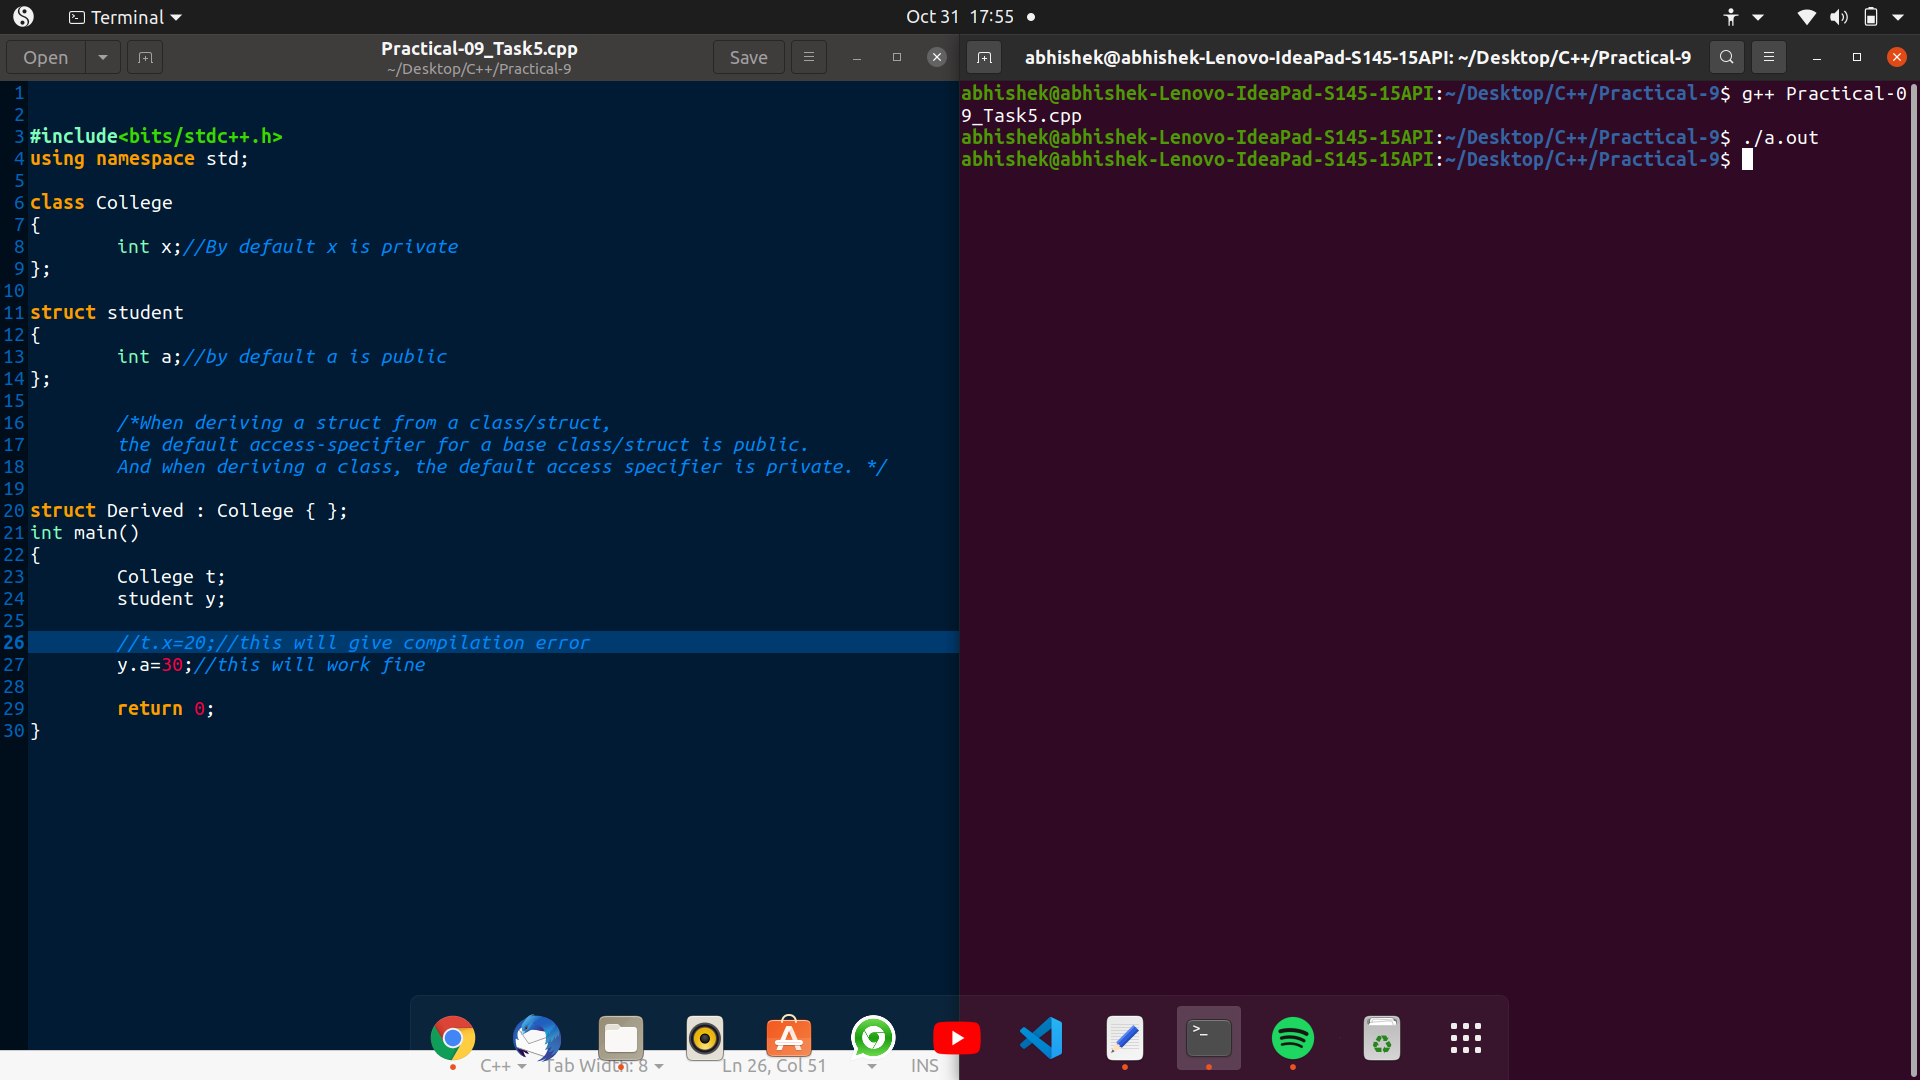 Terminal
Oct 31 17:55
Open
Practical-09_Task5.cpp
~/Desktop/C++/Practical-9
Save
1
2
3 #include<bits/stdc++.h>
4 using namespace std;
5
6 class College
7 {
8 int x;//By default x is private
9 };
10
11 struct student
12 {
13 int a;//by default a is public
14 };
15
16 /*When deriving a struct from a class/struct,
17 the default access-specifier for a base class/struct is public.
18 And when deriving a class, the default access specifier is private. */
19
20 struct Derived : College { };
21 int main()
22 {
23 College t;
24 student y;
25
26 //t.x=20;//this will give compilation error
27 y.a=30;//this will work fine
28
29 return 0;
30 }
C++ Tab Width: 8 Ln 26, Col 51 INS
abhishek@abhishek-Lenovo-IdeaPad-S145-15API: ~/Desktop/C++/Practical-9
abhishek@abhishek-Lenovo-IdeaPad-S145-15API:~/Desktop/C++/Practical-9$ g++ Practical-0
9_Task5.cpp
abhishek@abhishek-Lenovo-IdeaPad-S145-15API:~/Desktop/C++/Practical-9$ ./a.out
abhishek@abhishek-Lenovo-IdeaPad-S145-15API:~/Desktop/C++/Practical-9$